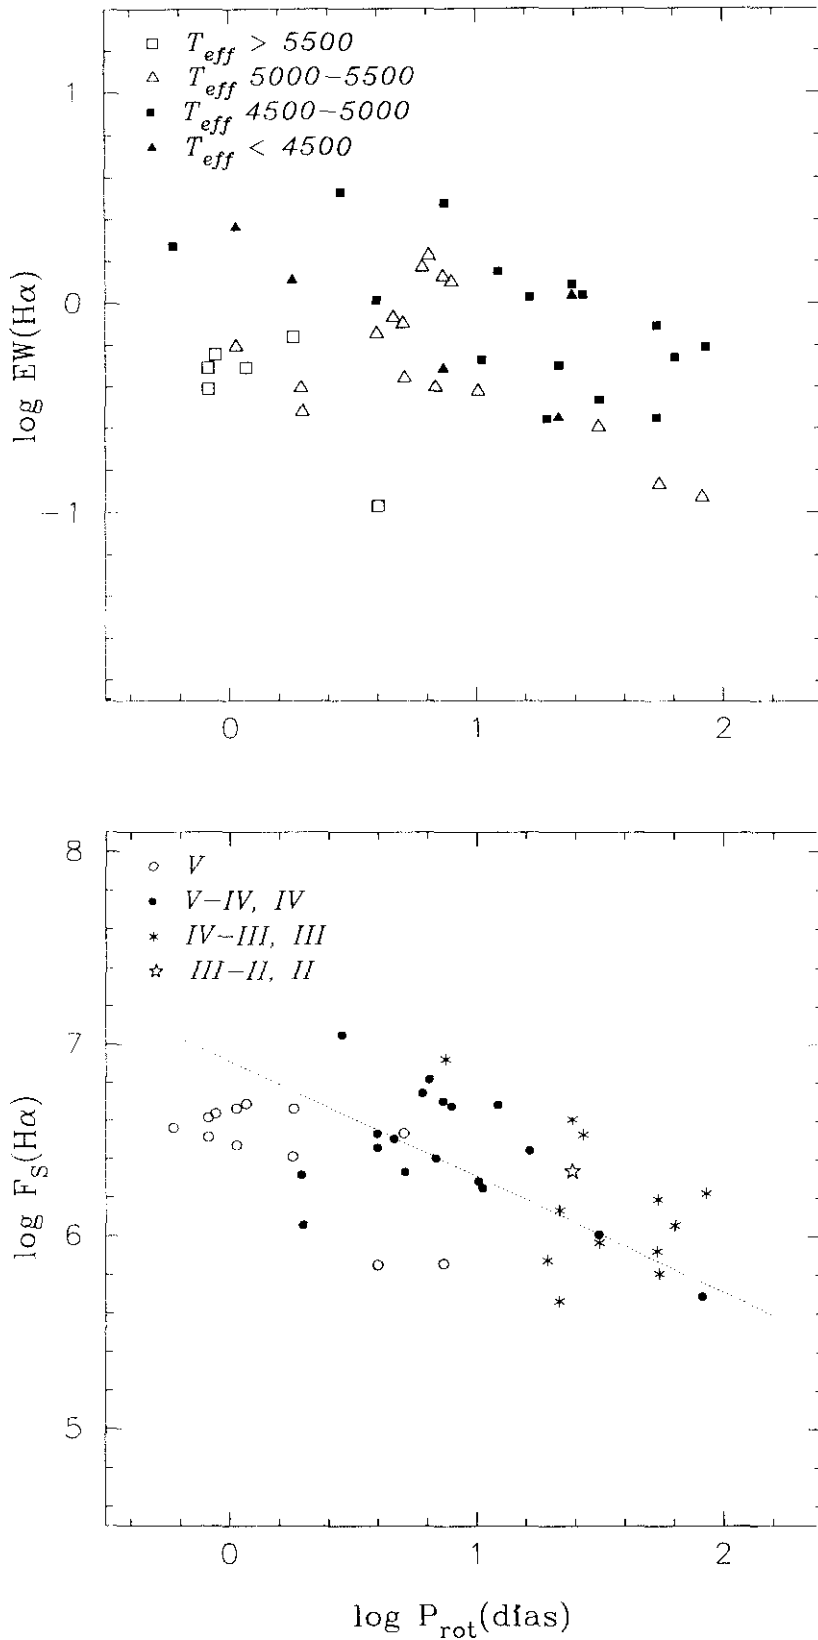 T_eff > 5500
T_eff 5000-5500
T_eff 4500-5000
T_eff < 4500
1
0
-1
log EW(Hα)
0 1 2
V
V-IV, IV
IV-III, III
III-II, II
8
7
6
5
log F_S(Hα)
0 1 2
log P_rot(días)